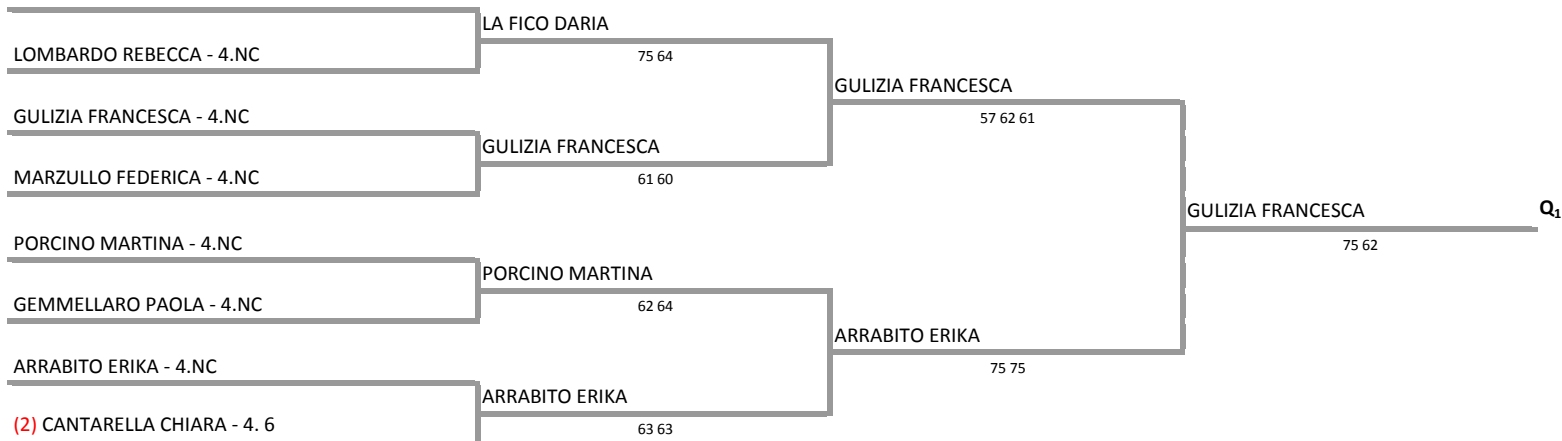 LA FICO DARIA
LOMBARDO REBECCA - 4.NC
75 64
GULIZIA FRANCESCA
GULIZIA FRANCESCA - 4.NC
57 62 61
GULIZIA FRANCESCA
MARZULLO FEDERICA - 4.NC
61 60
GULIZIA FRANCESCA
Q₁
PORCINO MARTINA - 4.NC
75 62
PORCINO MARTINA
GEMMELLARO PAOLA - 4.NC
62 64
ARRABITO ERIKA
ARRABITO ERIKA - 4.NC
75 75
ARRABITO ERIKA
(2) CANTARELLA CHIARA - 4. 6
63 63